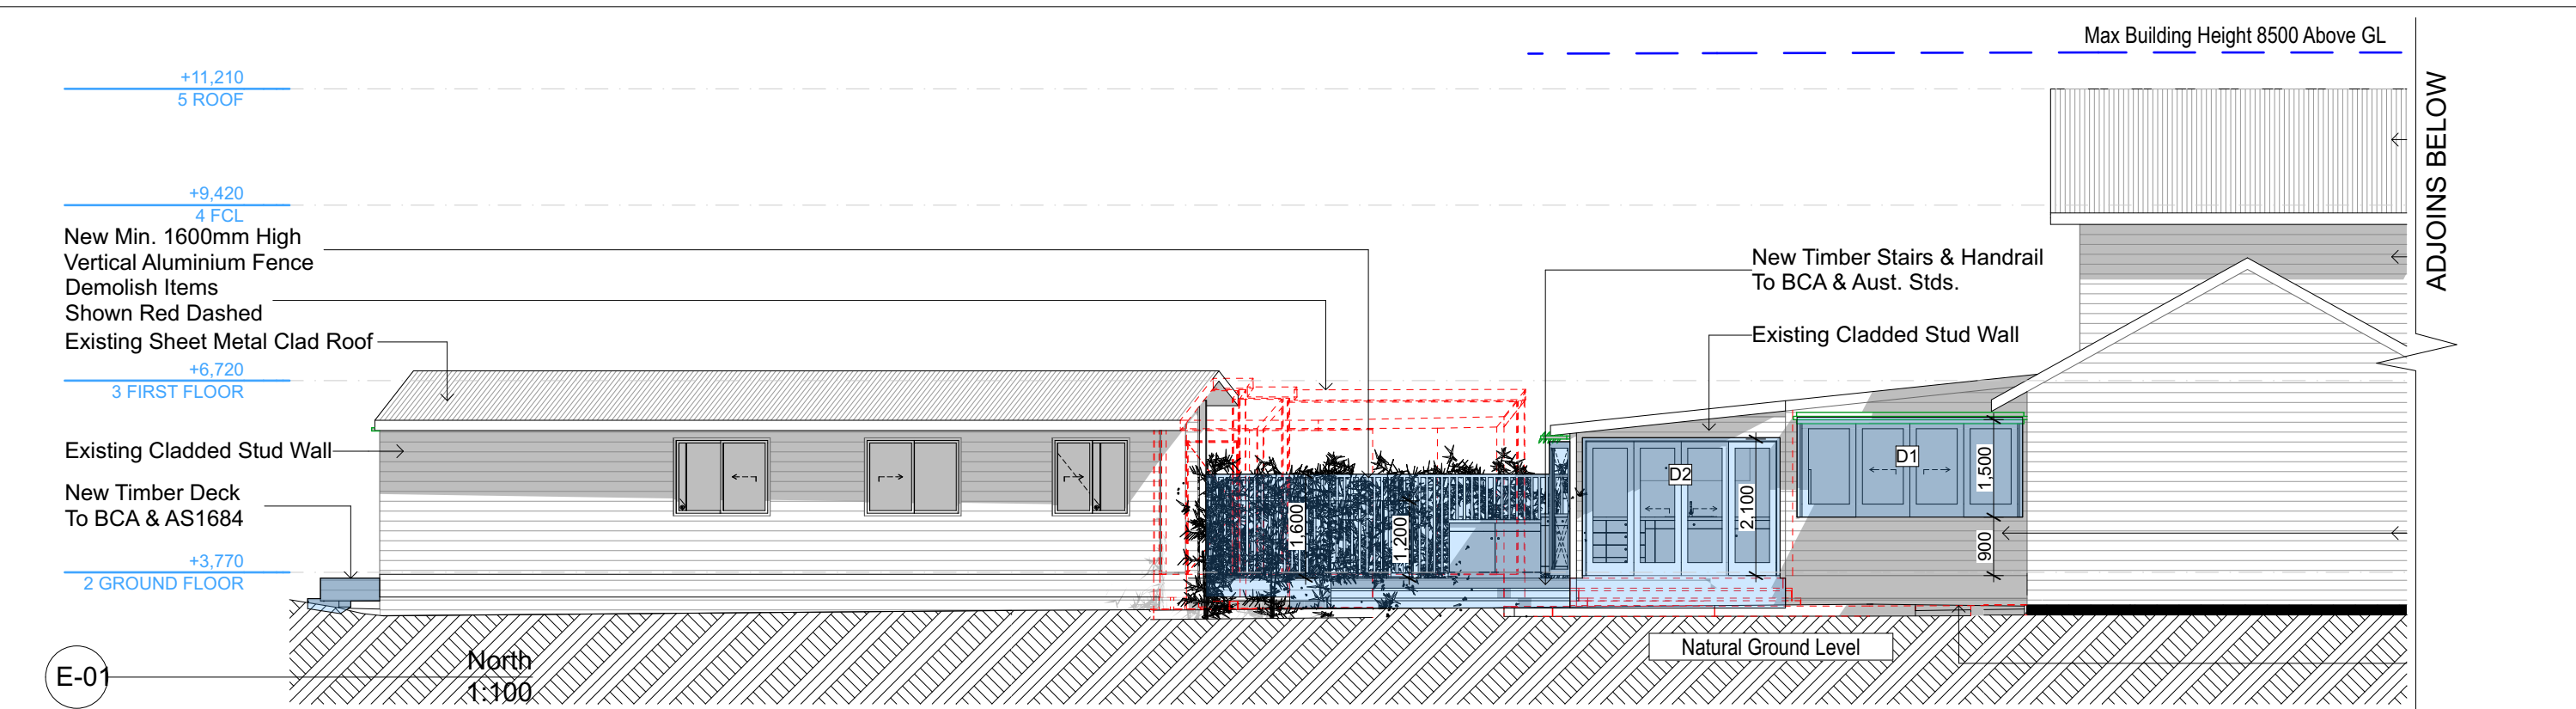 Max Building Height 8500 Above GL
ADJOINS BELOW
+11,210
5 ROOF
+9,420
4 FCL
New Min. 1600mm High
Vertical Aluminium Fence
Demolish Items
Shown Red Dashed
Existing Sheet Metal Clad Roof
+6,720
3 FIRST FLOOR
Existing Cladded Stud Wall
New Timber Deck
To BCA & AS1684
+3,770
2 GROUND FLOOR
New Timber Stairs & Handrail
To BCA & Aust. Stds.
Existing Cladded Stud Wall
D2
D1
1,600
1,200
2,100
1,500
900
Natural Ground Level
E-01
North
1:100